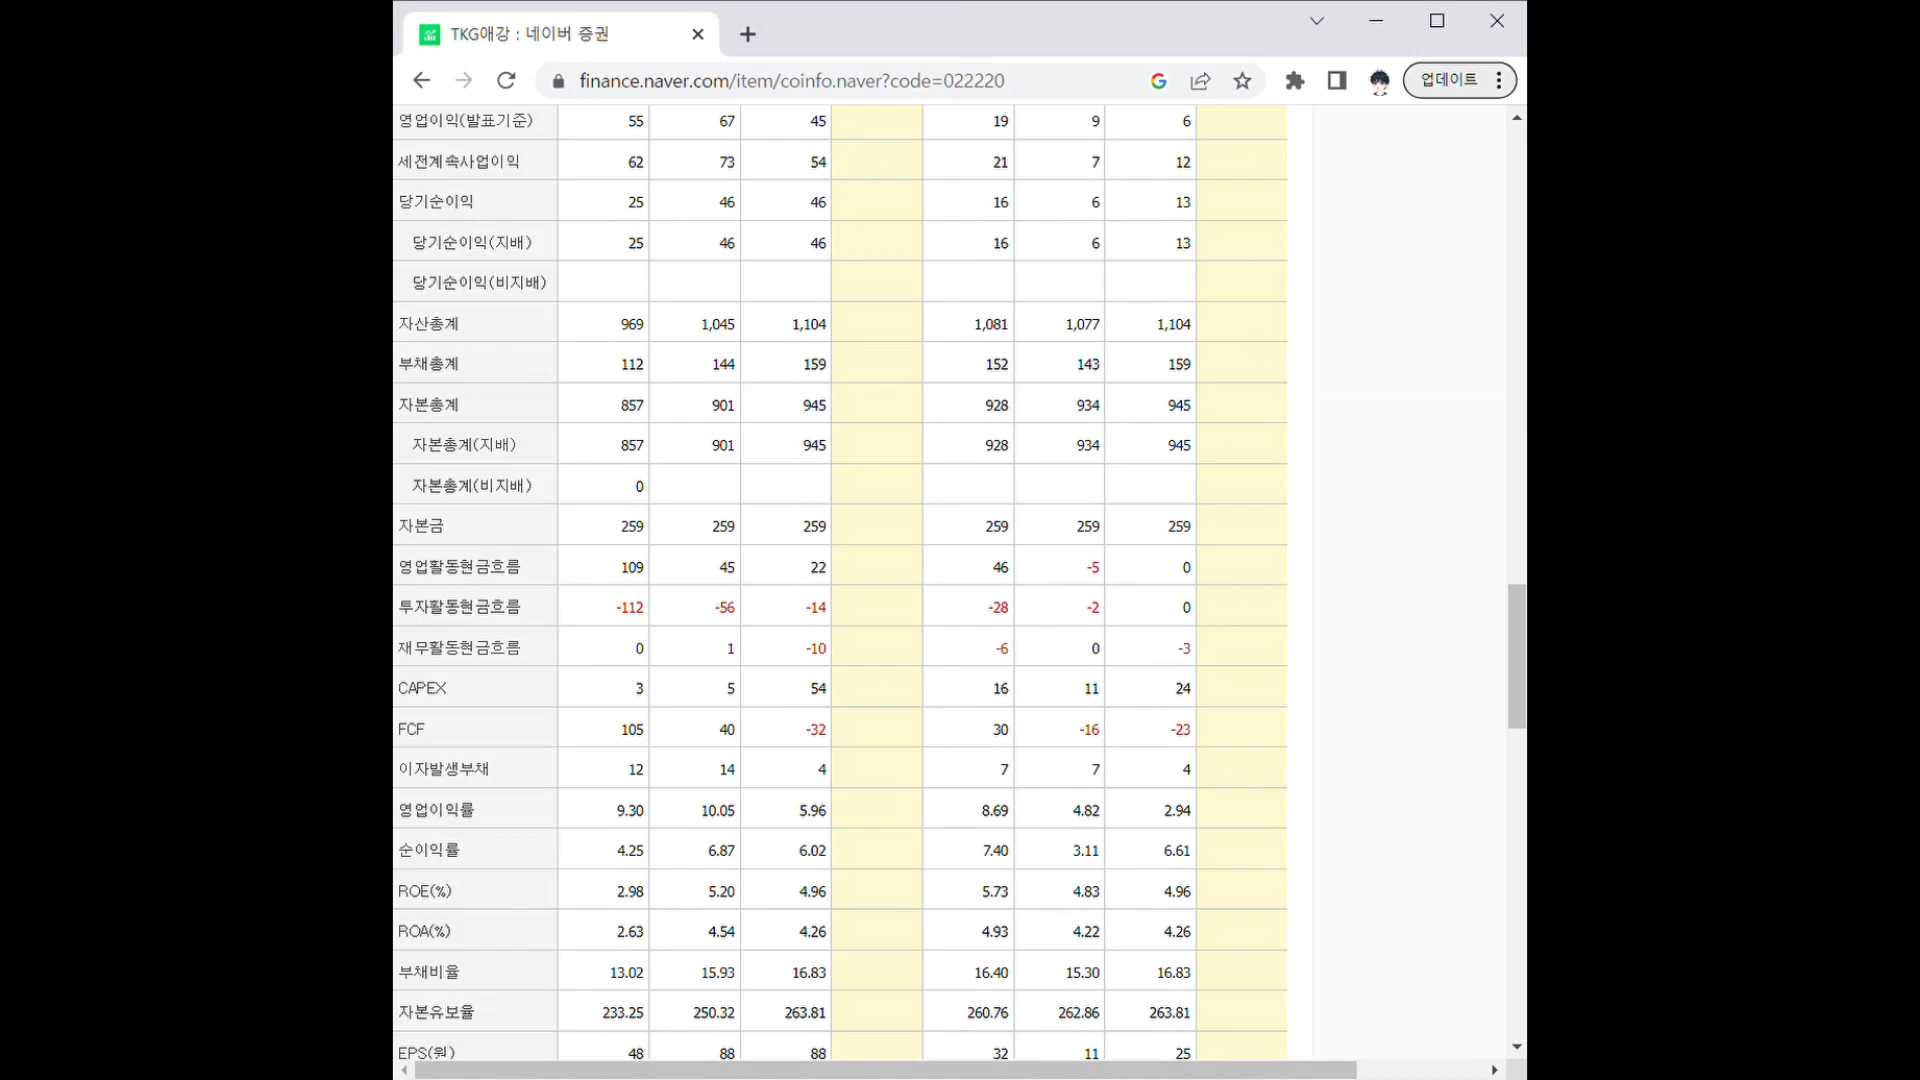 TKG애강 : 네이버 증권
finance.naver.com/item/coinfo.naver?code=022220
업데이트
영업이익(발표기준) 55 67 45 19 9 6
세전계속사업이익 62 73 54 21 7 12
당기순이익 25 46 46 16 6 13
당기순이익(지배) 25 46 46 16 6 13
당기순이익(비지배)
자산총계 969 1,045 1,104 1,081 1,077 1,104
부채총계 112 144 159 152 143 159
자본총계 857 901 945 928 934 945
자본총계(지배) 857 901 945 928 934 945
자본총계(비지배) 0
자본금 259 259 259 259 259 259
영업활동현금흐름 109 45 22 46 -5 0
투자활동현금흐름 -112 -56 -14 -28 -2 0
재무활동현금흐름 0 1 -10 -6 0 -3
CAPEX 3 5 54 16 11 24
FCF 105 40 -32 30 -16 -23
이자발생부채 12 14 4 7 7 4
영업이익률 9.30 10.05 5.96 8.69 4.82 2.94
순이익률 4.25 6.87 6.02 7.40 3.11 6.61
ROE(%) 2.98 5.20 4.96 5.73 4.83 4.96
ROA(%) 2.63 4.54 4.26 4.93 4.22 4.26
부채비율 13.02 15.93 16.83 16.40 15.30 16.83
자본유보율 233.25 250.32 263.81 260.76 262.86 263.81
EPS(원) 48 88 88 32 11 25